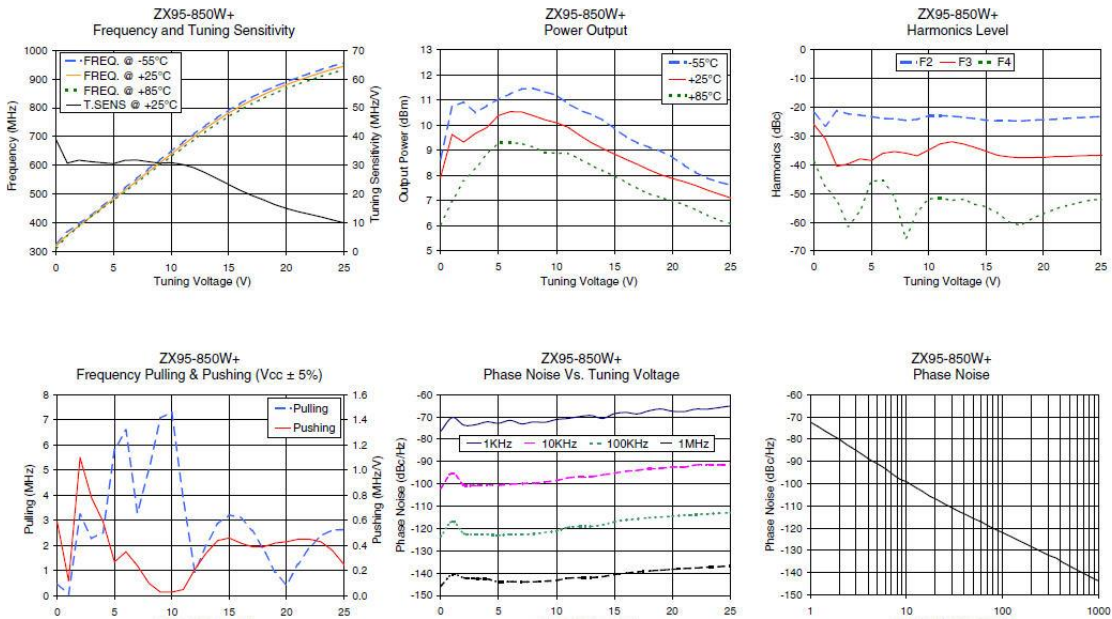 ZX95-850W+
Frequency and Tuning Sensitivity
1000
900
800
700
600
500
400
300
Frequency (MHz)
70
60
50
40
30
20
10
0
Tuning Sensitivity (MHz/V)
FREQ. @ -55°C
FREQ. @ +25°C
FREQ. @ +85°C
T.SENS @ +25°C
0 5 10 15 20 25
Tuning Voltage (V)
ZX95-850W+
Power Output
13
12
11
10
9
8
7
6
5
Output Power (dBm)
-55°C
+25°C
+85°C
0 5 10 15 20 25
Tuning Voltage (V)
ZX95-850W+
Harmonics Level
0
-10
-20
-30
-40
-50
-60
-70
Harmonics (dBc)
F2 F3 F4
0 5 10 15 20 25
Tuning Voltage (V)
ZX95-850W+
Frequency Pulling & Pushing (Vcc ± 5%)
8
7
6
5
4
3
2
1
0
Pulling (MHz)
1.6
1.4
1.2
1.0
0.8
0.6
0.4
0.2
0.0
Pushing (MHz/V)
Pulling
Pushing
0 5 10 15 20 25
ZX95-850W+
Phase Noise Vs. Tuning Voltage
-60
-70
-80
-90
-100
-110
-120
-130
-140
-150
Phase Noise (dBc/Hz)
1KHz 10KHz 100KHz 1MHz
0 5 10 15 20 25
ZX95-850W+
Phase Noise
-60
-70
-80
-90
-100
-110
-120
-130
-140
-150
Phase Noise (dBc/Hz)
1 10 100 1000